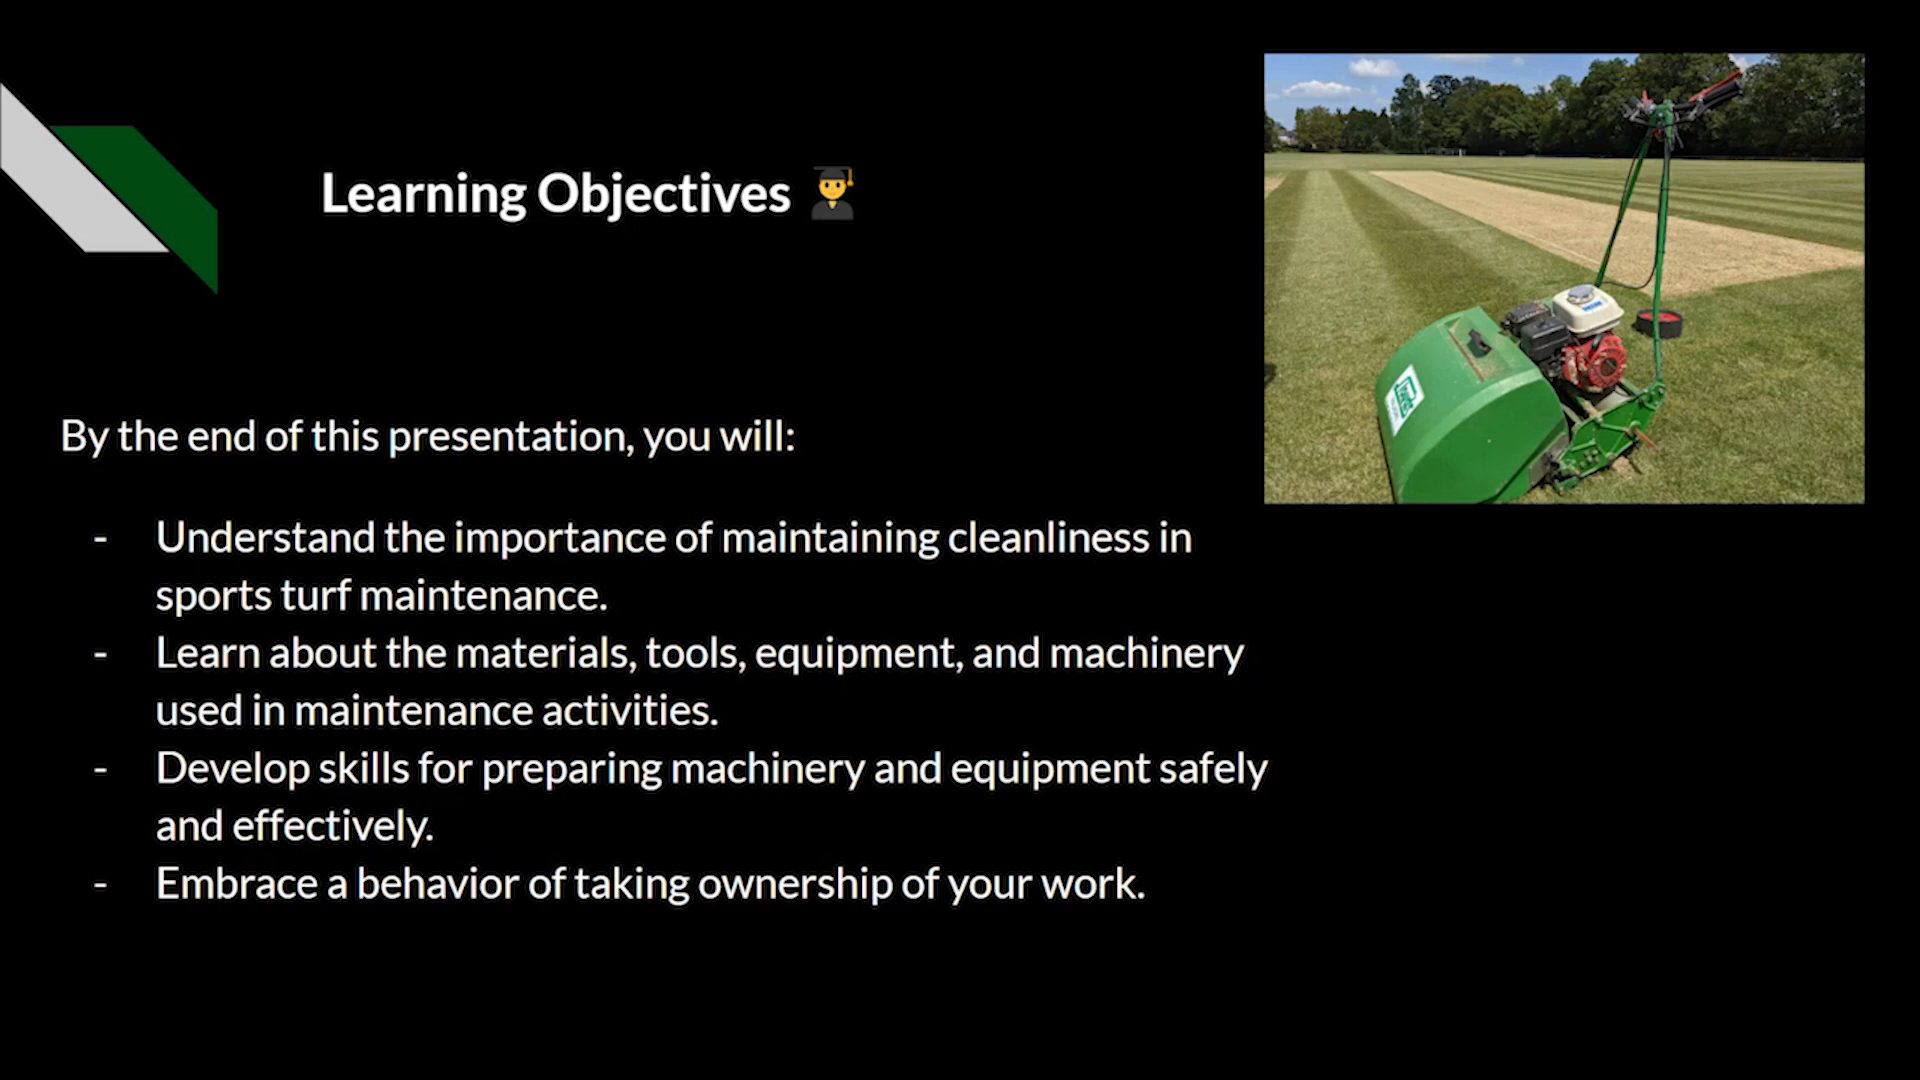 Learning Objectives
By the end of this presentation, you will:
- Understand the importance of maintaining cleanliness in
sports turf maintenance.
- Learn about the materials, tools, equipment, and machinery
used in maintenance activities.
- Develop skills for preparing machinery and equipment safely
and effectively.
- Embrace a behavior of taking ownership of your work.